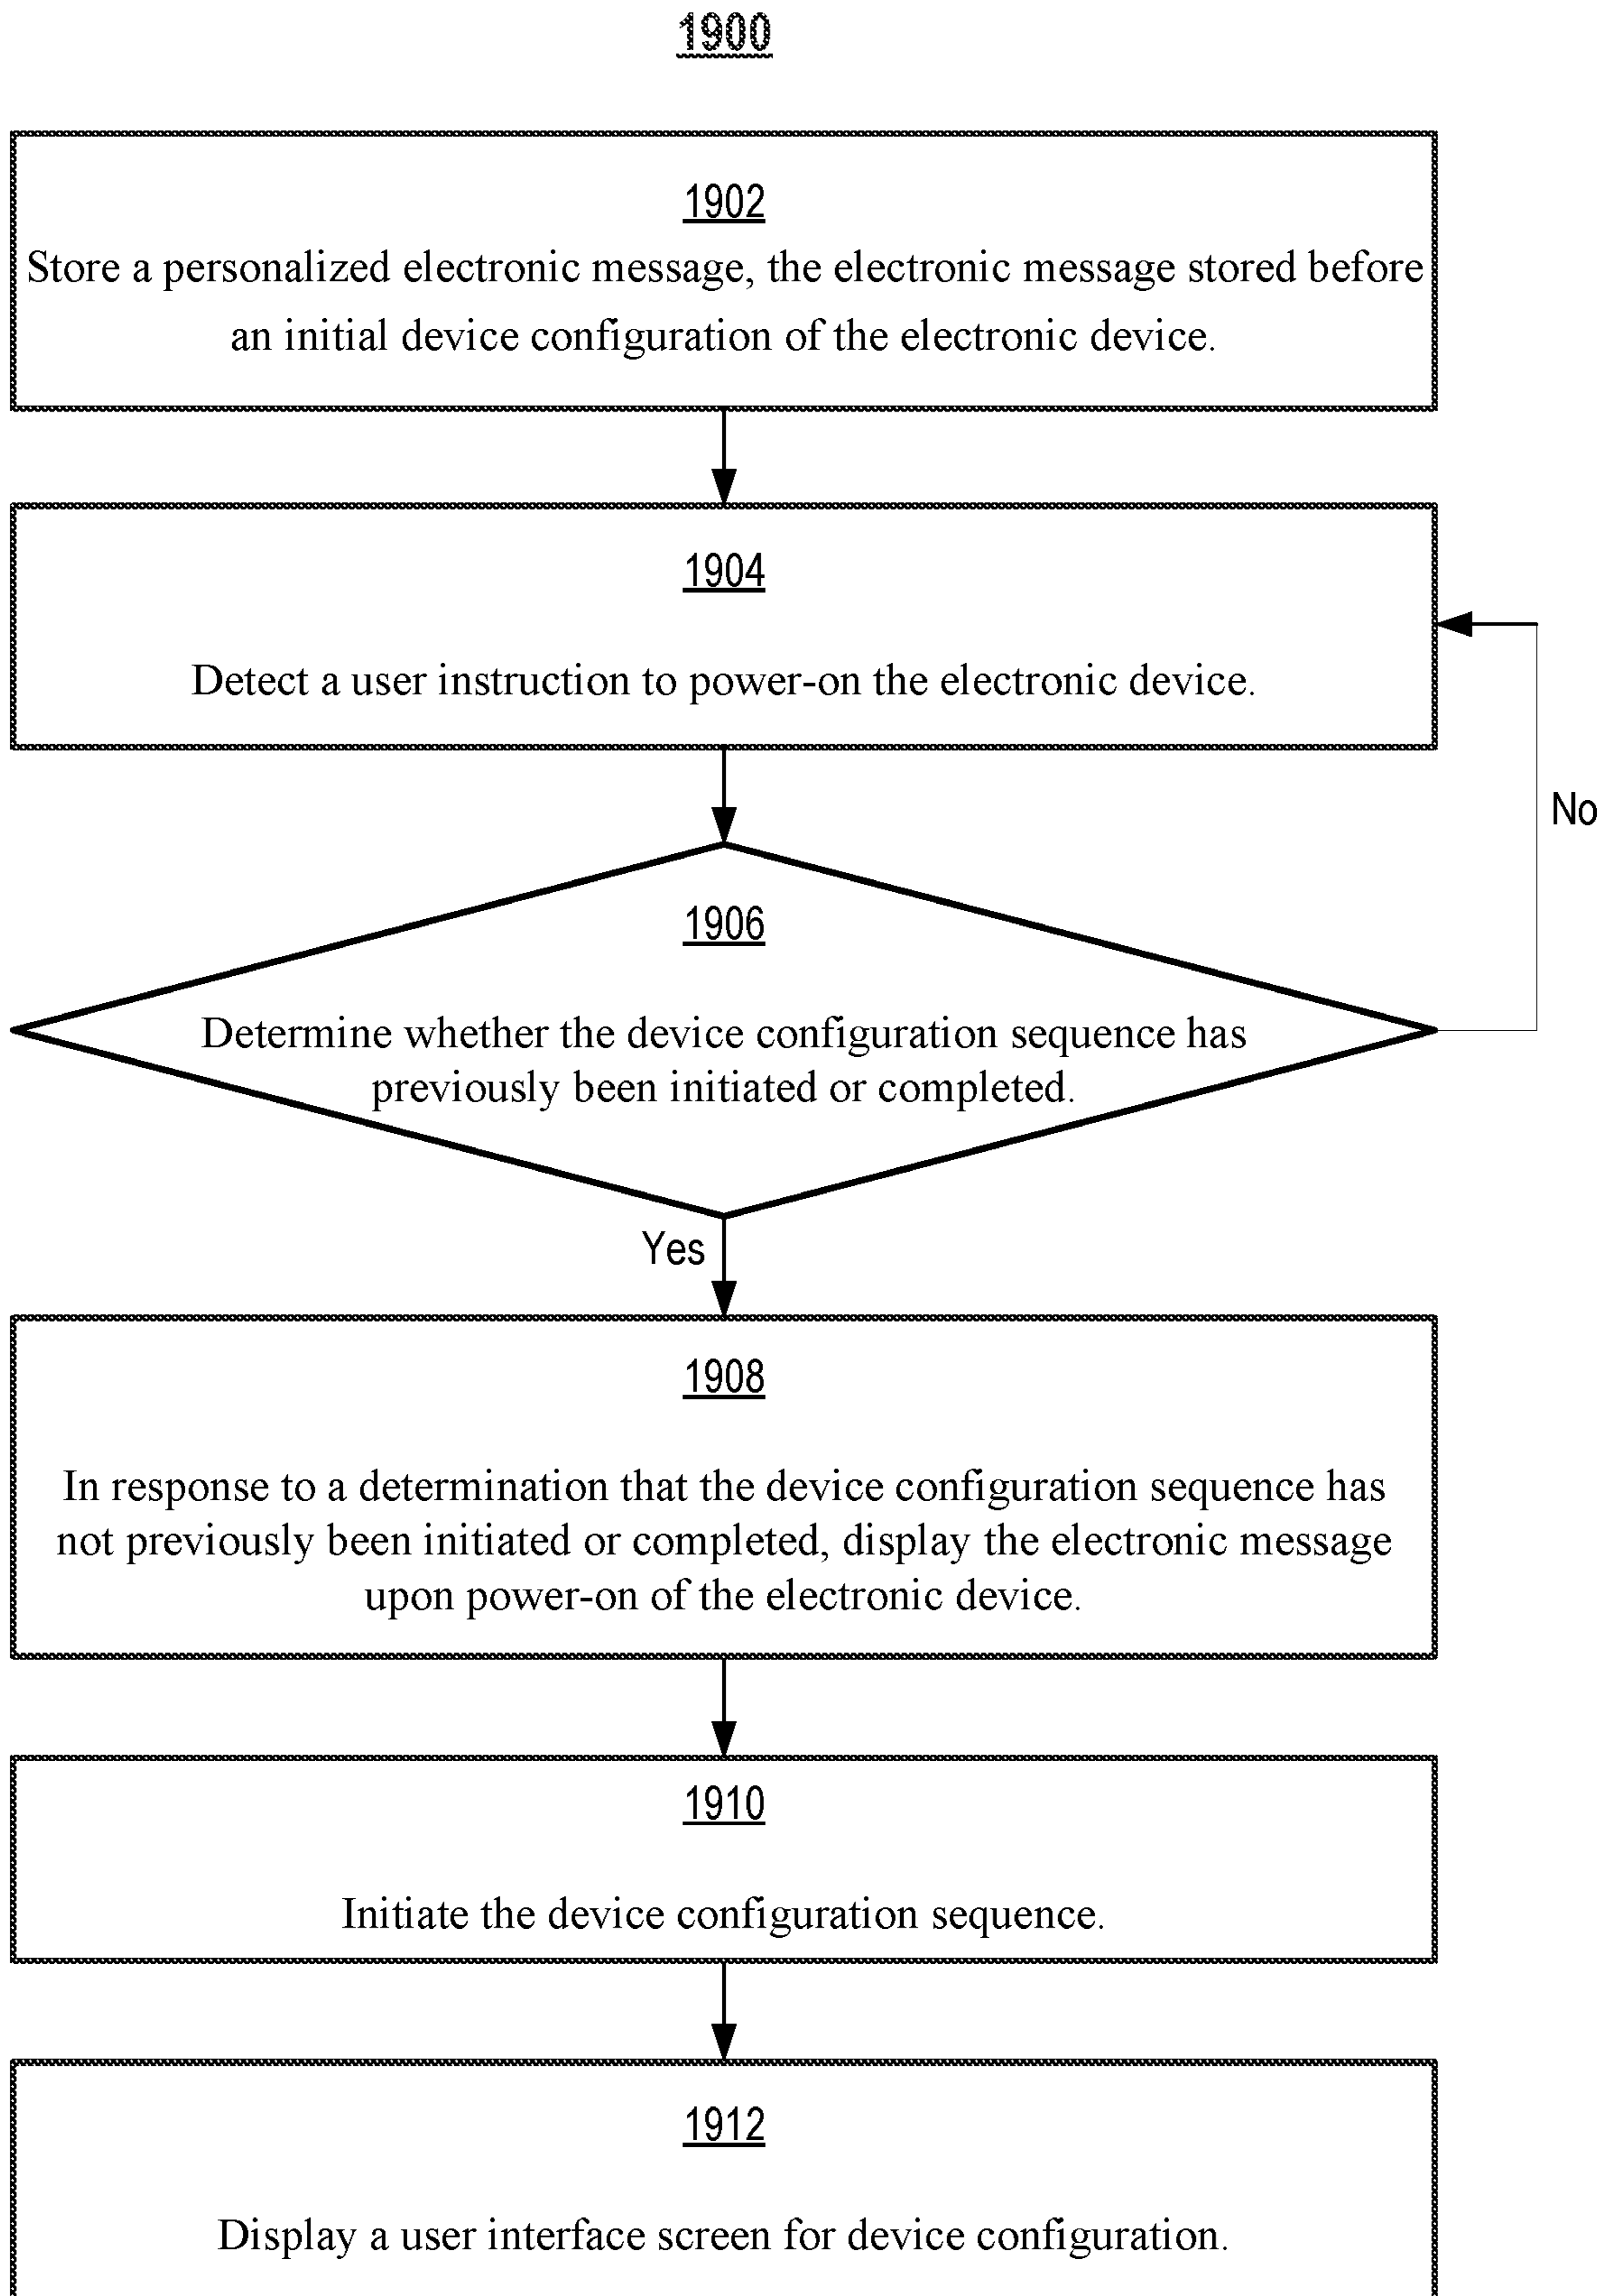 1900
1902
Store a personalized electronic message, the electronic message stored before
an initial device configuration of the electronic device.
1904
Detect a user instruction to power-on the electronic device.
No
1906
Determine whether the device configuration sequence has
previously been initiated or completed.
Yes
1908
In response to a determination that the device configuration sequence has
not previously been initiated or completed, display the electronic message
upon power-on of the electronic device.
1910
Initiate the device configuration sequence.
1912
Display a user interface screen for device configuration.